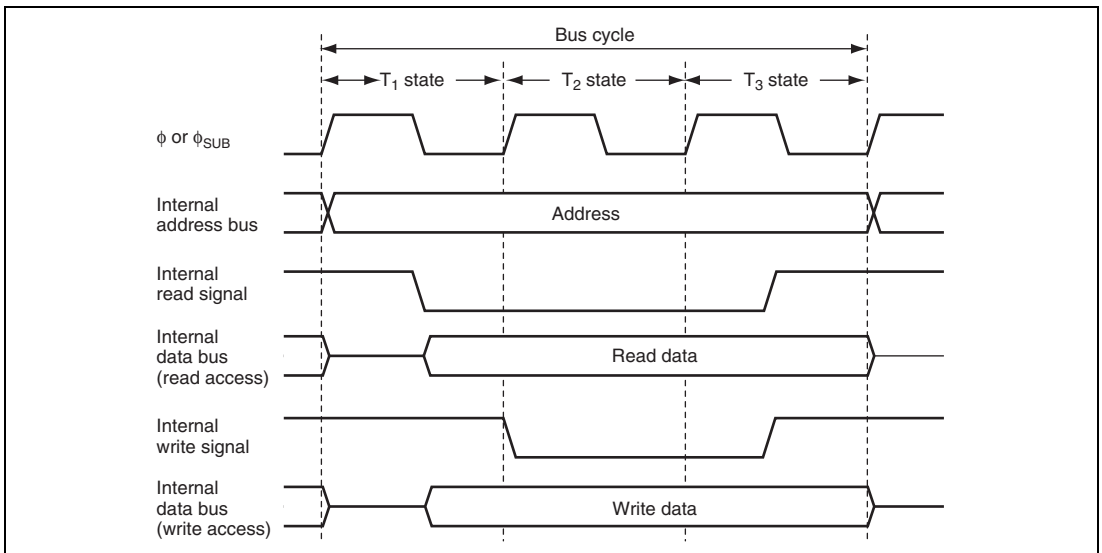 Bus cycle
T₁ state
T₂ state
T₃ state
ϕ or ϕSUB
Internal
address bus
Address
Internal
read signal
Internal
data bus
(read access)
Read data
Internal
write signal
Internal
data bus
(write access)
Write data